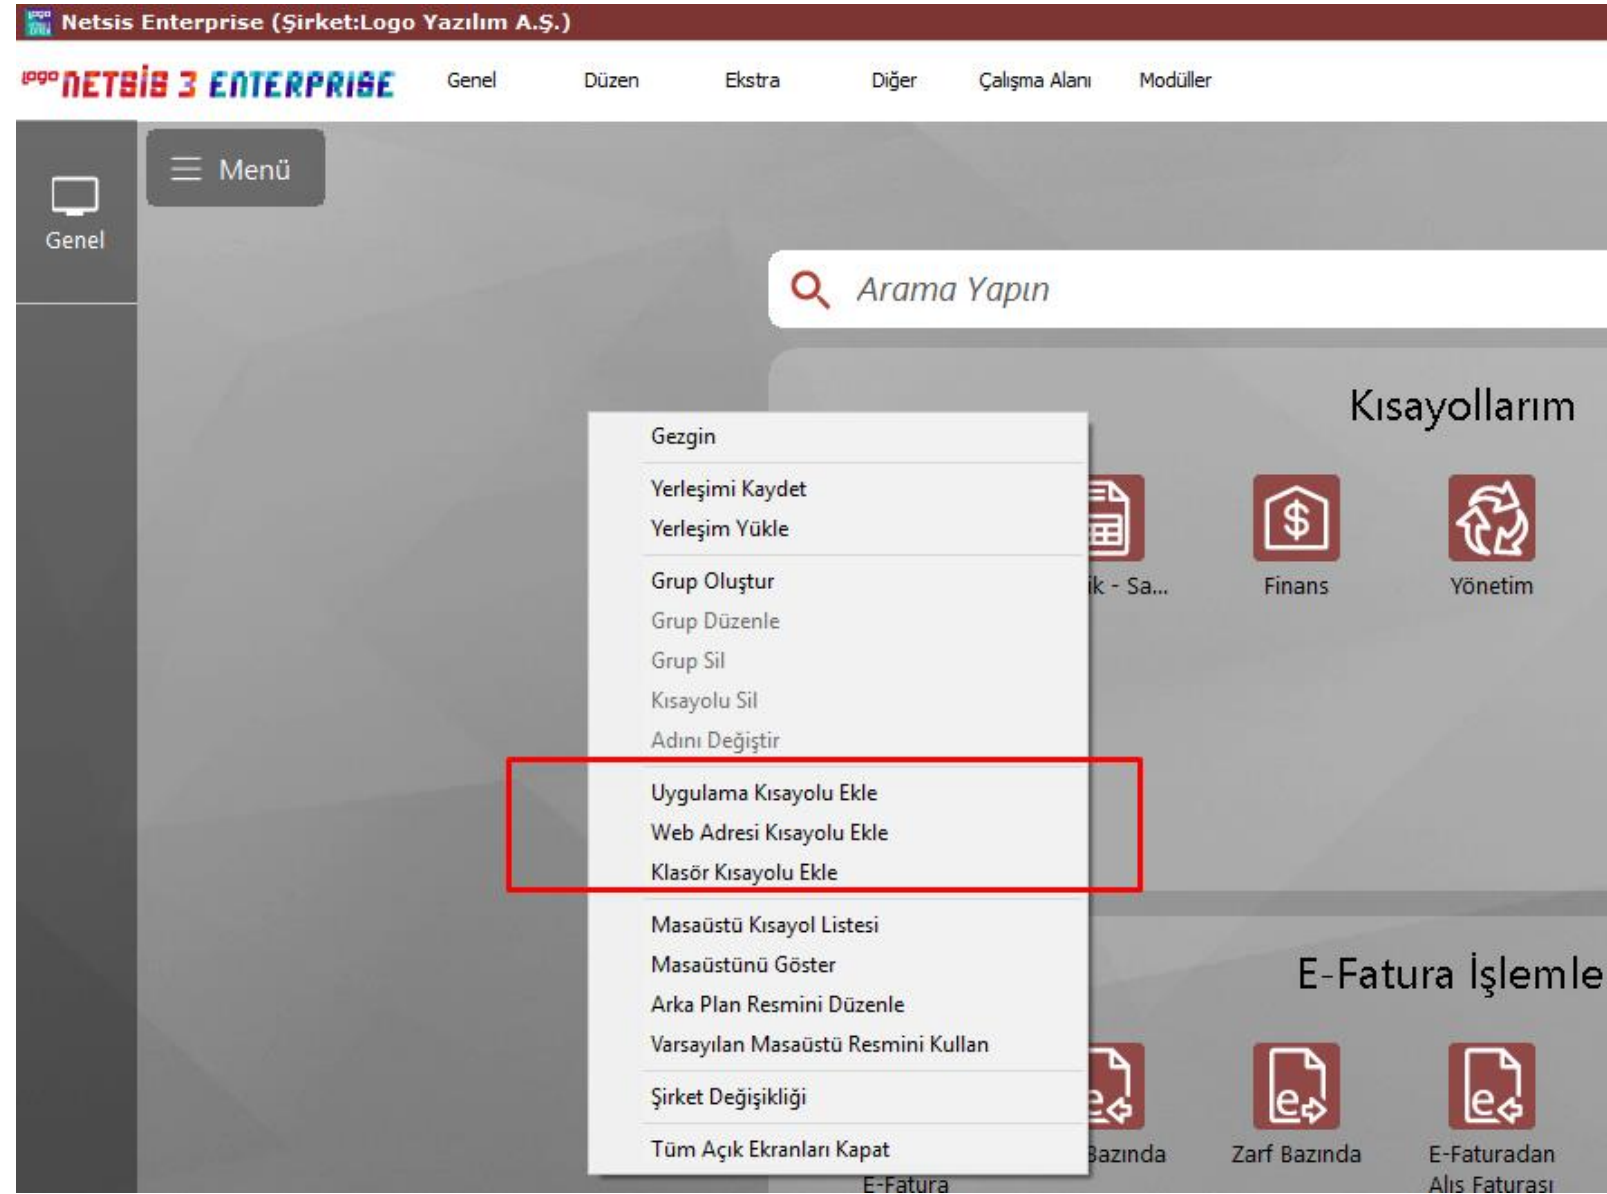 Netsis Enterprise (Şirket:Logo Yazılım A.Ş.)
Logo NETSİS 3 ENTERPRISE
Genel
Düzen
Ekstra
Diğer
Çalışma Alanı
Modüller
Menü
Genel
Arama Yapın
Kısayollarım
Gezgin
Yerleşimi Kaydet
Yerleşim Yükle
Grup Oluştur
Grup Düzenle
Grup Sil
Kısayolu Sil
Adını Değiştir
Uygulama Kısayolu Ekle
Web Adresi Kısayolu Ekle
Klasör Kısayolu Ekle
Masaüstü Kısayol Listesi
Masaüstünü Göster
Arka Plan Resmini Düzenle
Varsayılan Masaüstü Resmini Kullan
Şirket Değişikliği
Tüm Açık Ekranları Kapat
ik - Sa...
Finans
Yönetim
E-Fatura İşlemle
Bazında
E-Fatura
Zarf Bazında
E-Faturadan
Alış Faturası